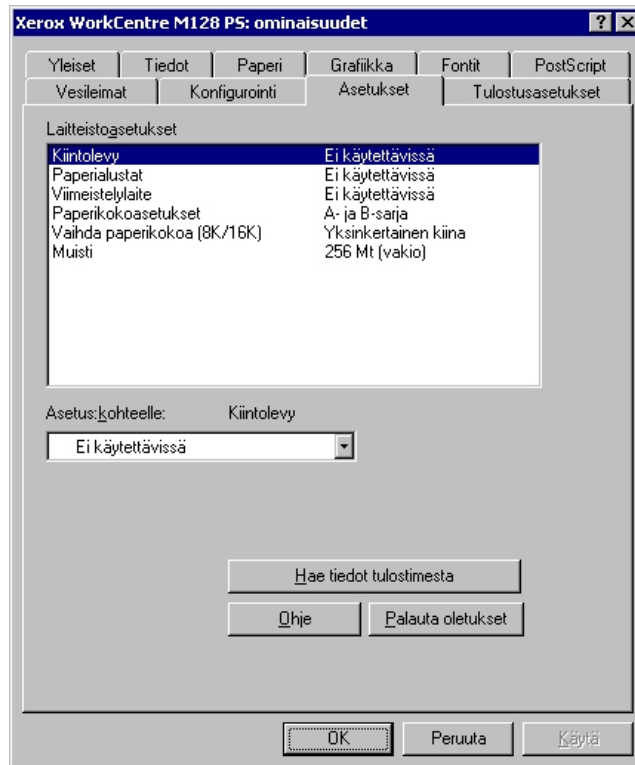 Xerox WorkCentre M128 PS: ominaisuudet
Yleiset Tiedot Paperi Grafiikka Fontit PostScript
Vesileimat Konfigurointi Asetukset Tulostusasetukset
Laitteistoasetukset
Kiintolevy Ei käytettävissä
Paperialustat Ei käytettävissä
Viimeistelylaite Ei käytettävissä
Paperikokoasetukset A- ja B-sarja
Vaihda paperikokoa (8K/16K) Yksinkertainen kiina
Muisti 256 Mt (vakio)
Asetus:kohteelle: Kiintolevy
Ei käytettävissä
Hae tiedot tulostimesta
Ohje Palauta oletukset
OK Peruuta Käytä